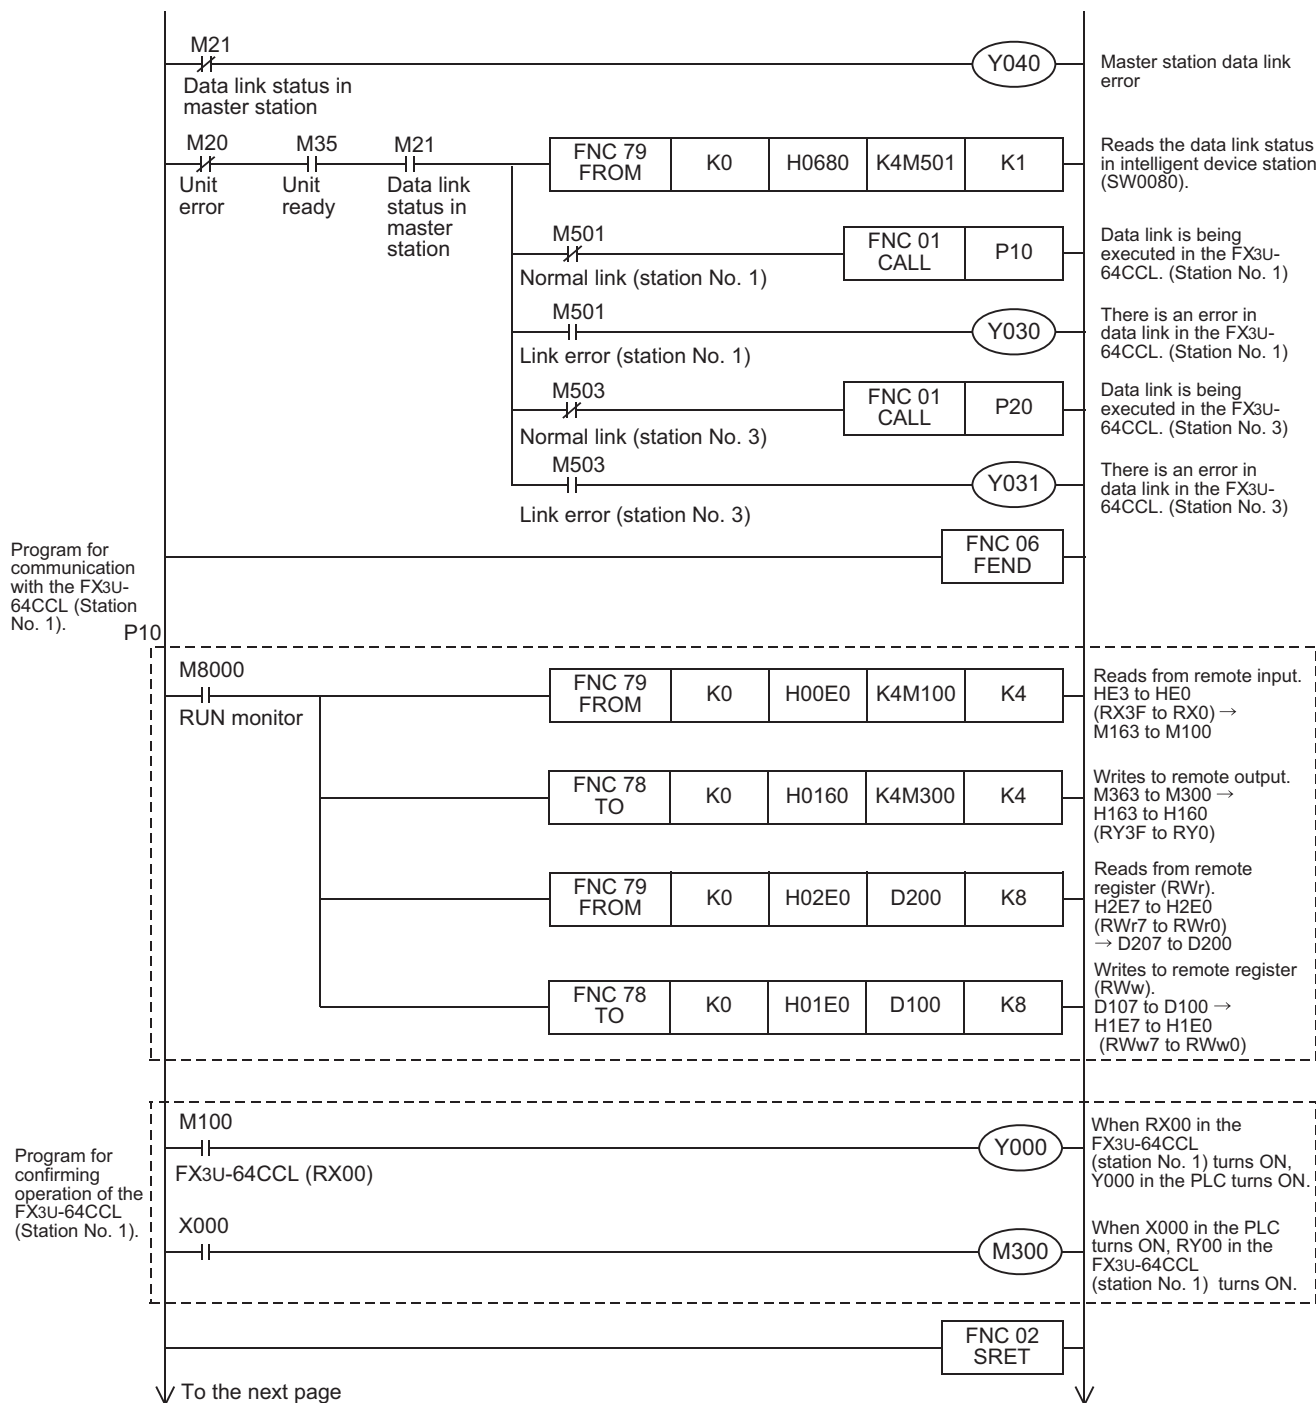 M21
Data link status in
master station
Y040
Master station data link
error
M20
Unit
error
M35
Unit
ready
M21
Data link
status in
master
station
FNC 79
FROM
K0
H0680
K4M501
K1
Reads the data link status
in intelligent device station
(SW0080).
M501
Normal link (station No. 1)
FNC 01
CALL
P10
Data link is being
executed in the FX3U-
64CCL. (Station No. 1)
M501
Link error (station No. 1)
Y030
There is an error in
data link in the FX3U-
64CCL. (Station No. 1)
M503
Normal link (station No. 3)
FNC 01
CALL
P20
Data link is being
executed in the FX3U-
64CCL. (Station No. 3)
M503
Link error (station No. 3)
Y031
There is an error in
data link in the FX3U-
64CCL. (Station No. 3)
FNC 06
FEND
Program for
communication
with the FX3U-
64CCL (Station
No. 1).
P10
M8000
RUN monitor
FNC 79
FROM
K0
H00E0
K4M100
K4
Reads from remote input.
HE3 to HE0
(RX3F to RX0) →
M163 to M100
FNC 78
TO
K0
H0160
K4M300
K4
Writes to remote output.
M363 to M300 →
H163 to H160
(RY3F to RY0)
FNC 79
FROM
K0
H02E0
D200
K8
Reads from remote
register (RWr).
H2E7 to H2E0
(RWr7 to RWr0)
→ D207 to D200
FNC 78
TO
K0
H01E0
D100
K8
Writes to remote register
(RWw).
D107 to D100 →
H1E7 to H1E0
(RWw7 to RWw0)
Program for
confirming
operation of the
FX3U-64CCL
(Station No. 1).
M100
FX3U-64CCL (RX00)
Y000
When RX00 in the
FX3U-64CCL
(station No. 1) turns ON,
Y000 in the PLC turns ON.
X000
M300
When X000 in the PLC
turns ON, RY00 in the
FX3U-64CCL
(station No. 1) turns ON.
FNC 02
SRET
To the next page